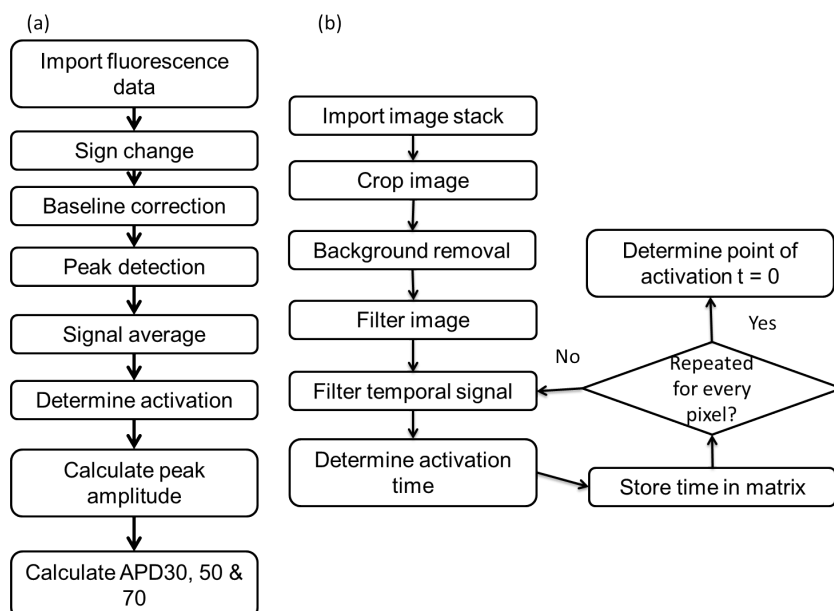 (a)
Import fluorescence
data
Sign change
Baseline correction
Peak detection
Signal average
Determine activation
Calculate peak
amplitude
Calculate APD30, 50 &
70
(b)
Import image stack
Crop image
Background removal
Filter image
Filter temporal signal
Determine activation
time
Store time in matrix
Repeated
for every
pixel?
No
Yes
Determine point of
activation t = 0